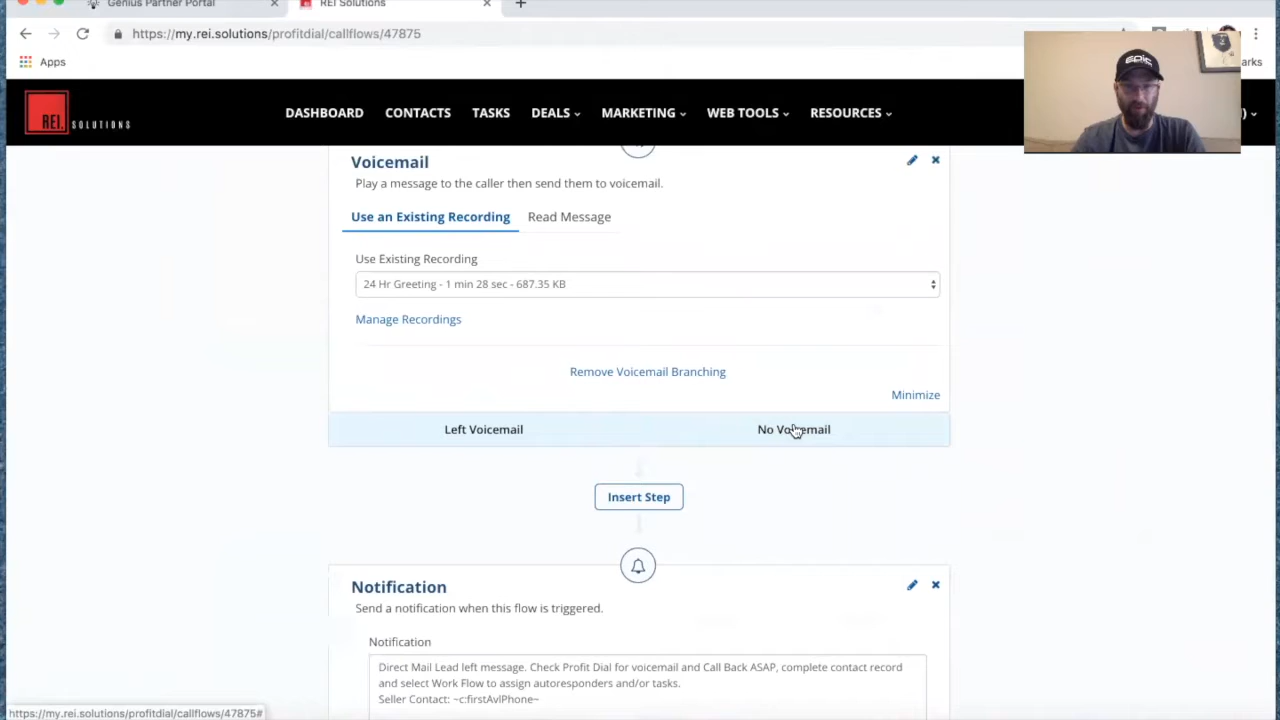 Genius Partner Portal
REI Solutions
https://my.rei.solutions/profitdial/callflows/47875
Apps
arks
EPIC
REI. SOLUTIONS
DASHBOARD CONTACTS TASKS DEALS MARKETING WEB TOOLS RESOURCES
Voicemail
Play a message to the caller then send them to voicemail.
Use an Existing Recording Read Message
Use Existing Recording
24 Hr Greeting - 1 min 28 sec - 687.35 KB
Manage Recordings
Remove Voicemail Branching
Minimize
Left Voicemail No Voicemail
Insert Step
Notification
Send a notification when this flow is triggered.
Notification
Direct Mail Lead left message. Check Profit Dial for voicemail and Call Back ASAP, complete contact record
and select Work Flow to assign autoresponders and/or tasks.
Seller Contact: ~c:firstAvlPhone~
https://my.rei.solutions/profitdial/callflows/47875#